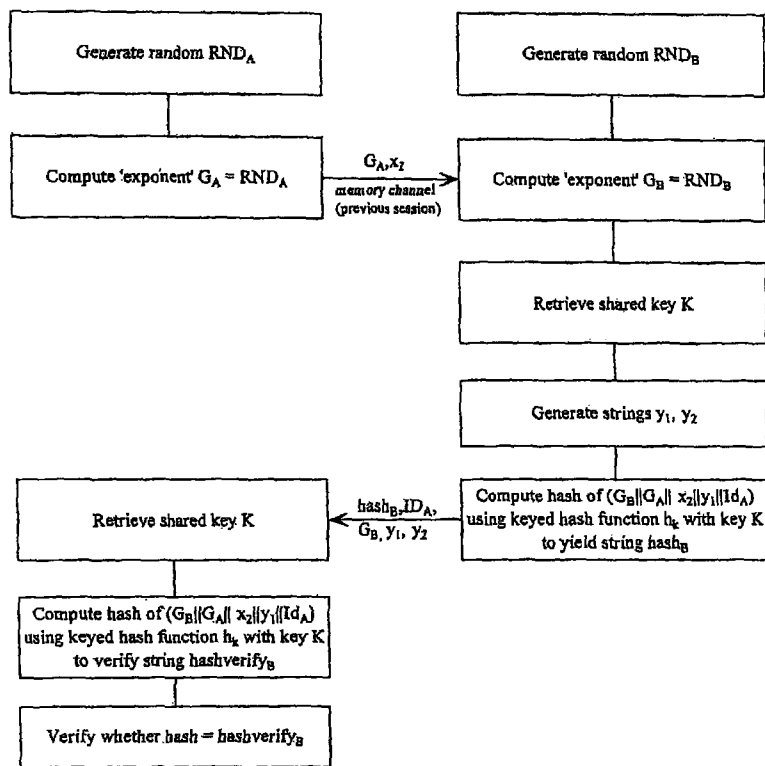 Generate random RND_A
Generate random RND_B
Compute 'exponent' G_A = RND_A
G_A,x_2
memory channel
(previous session)
Compute 'exponent' G_B = RND_B
Retrieve shared key K
Generate strings y_1, y_2
Compute hash of (G_B||G_A|| x_2||y_1||Id_A)
using keyed hash function h_k with key K
to yield string hash_B
hash_B,ID_A,
G_B, y_1, y_2
Retrieve shared key K
Compute hash of (G_B||G_A|| x_2||y_1||Id_A)
using keyed hash function h_k with key K
to verify string hashverify_B
Verify whether hash = hashverify_B